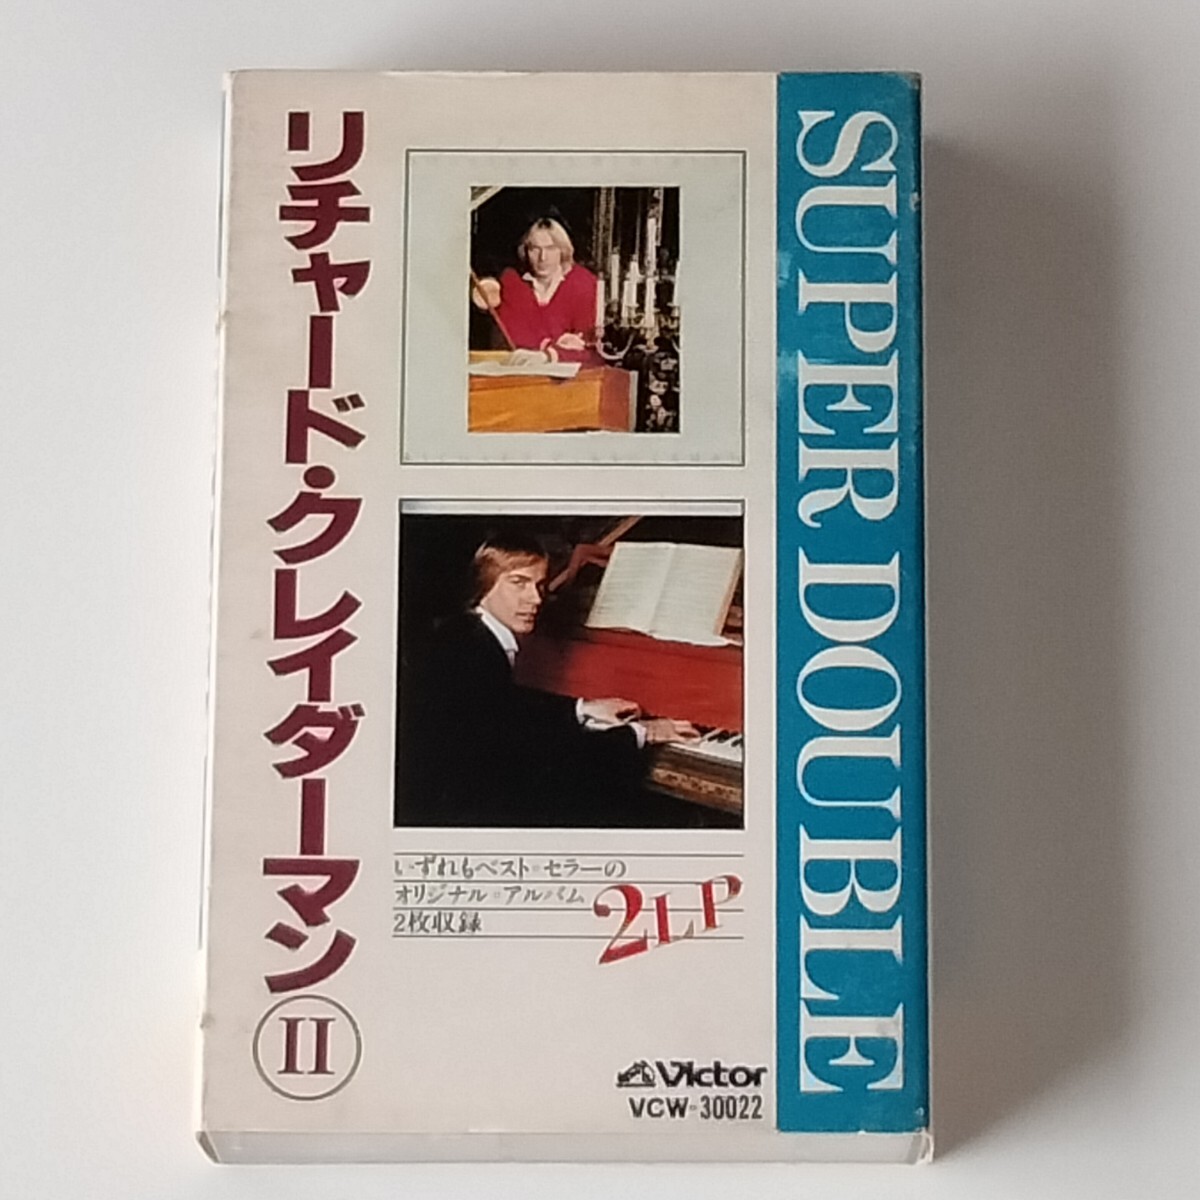 リチャード・クレイダーマン
II
いずれもベスト・セラーの
オリジナル・アルバム
2枚収録
2LP
Victor
VCW-30022
SUPER DOUBLE